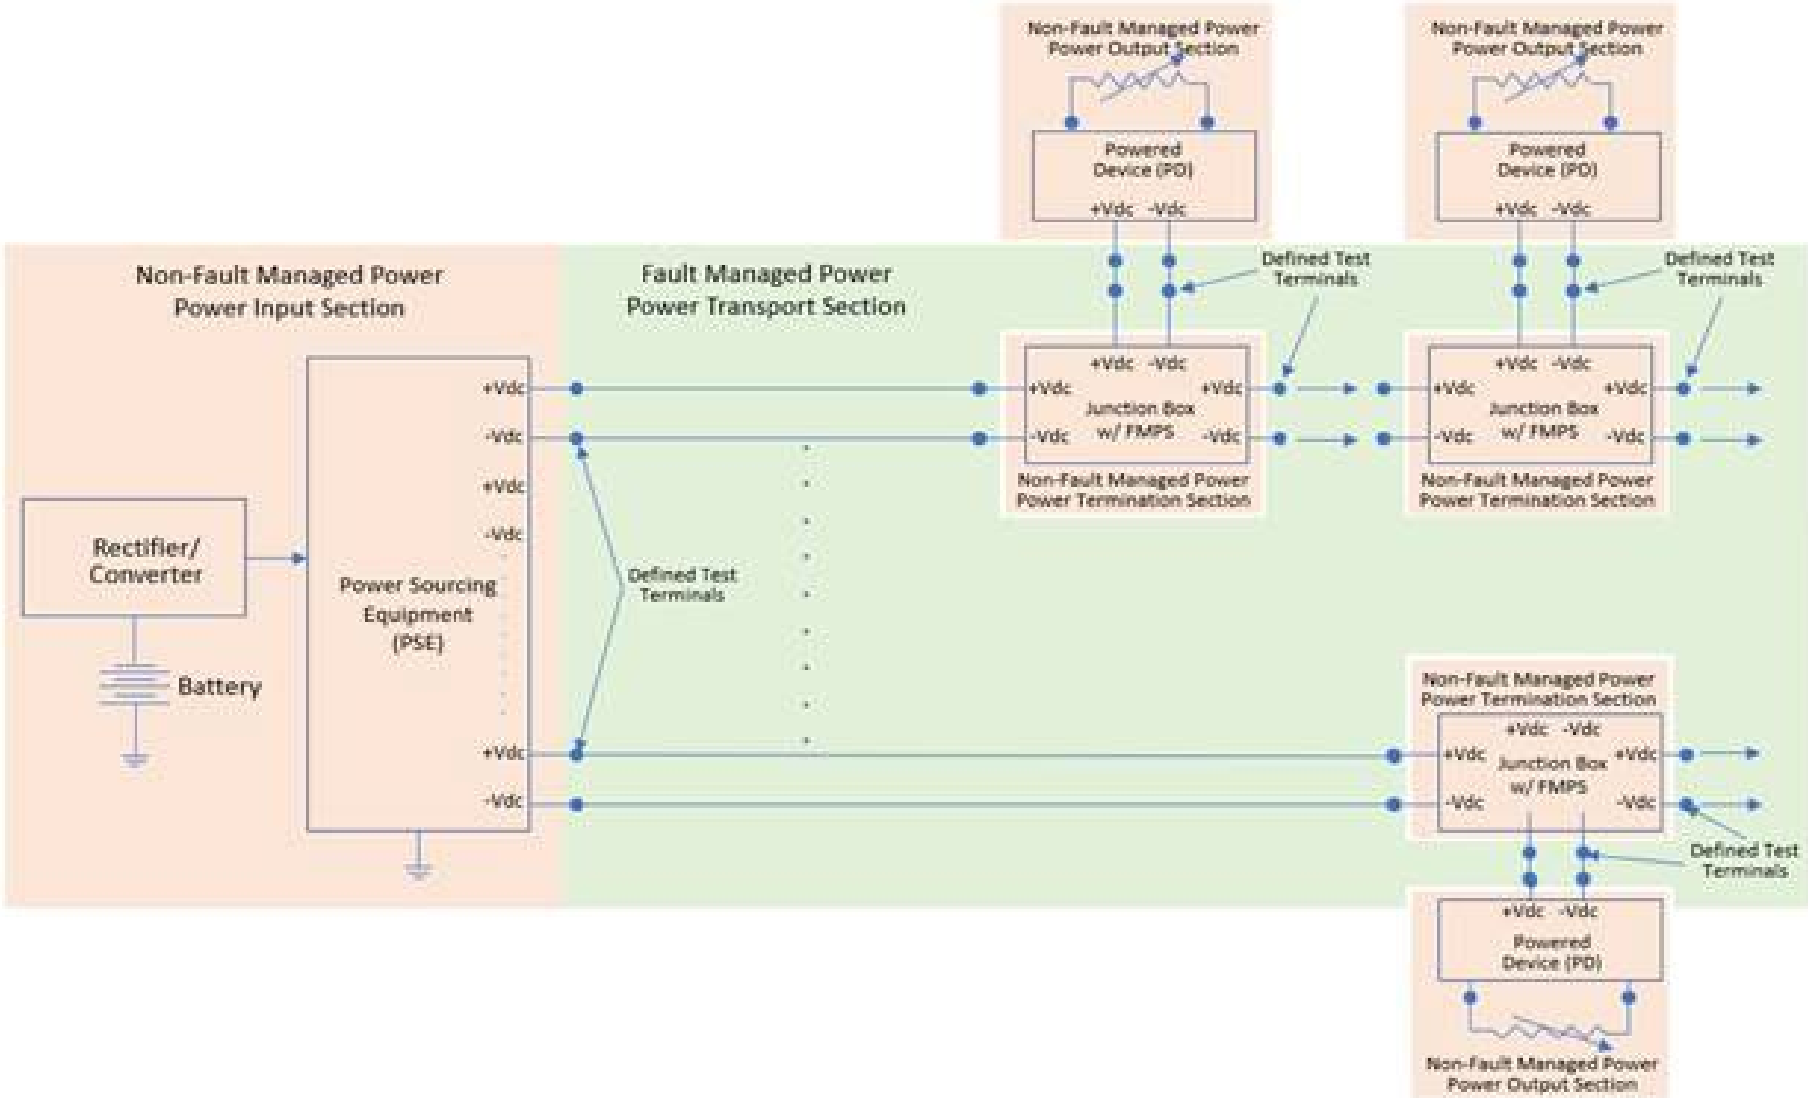 Non-Fault Managed Power
Power Output Section
Powered
Device (PD)
+Vdc -Vdc
Non-Fault Managed Power
Power Output Section
Powered
Device (PD)
+Vdc -Vdc
Non-Fault Managed Power
Power Input Section
Fault Managed Power
Power Transport Section
Defined Test
Terminals
Defined Test
Terminals
+Vdc
-Vdc
+Vdc
-Vdc
Rectifier/
Converter
Battery
Power Sourcing
Equipment
(PSE)
+Vdc
-Vdc
Defined Test
Terminals
+Vdc -Vdc
+Vdc
+Vdc
Junction Box
w/ FMPS
-Vdc
-Vdc
Non-Fault Managed Power
Power Termination Section
+Vdc -Vdc
+Vdc
+Vdc
Junction Box
w/ FMPS
-Vdc
-Vdc
Non-Fault Managed Power
Power Termination Section
Non-Fault Managed Power
Power Termination Section
+Vdc -Vdc
+Vdc
+Vdc
Junction Box
w/ FMPS
-Vdc
-Vdc
Defined Test
Terminals
+Vdc -Vdc
Powered
Device (PD)
Non-Fault Managed Power
Power Output Section